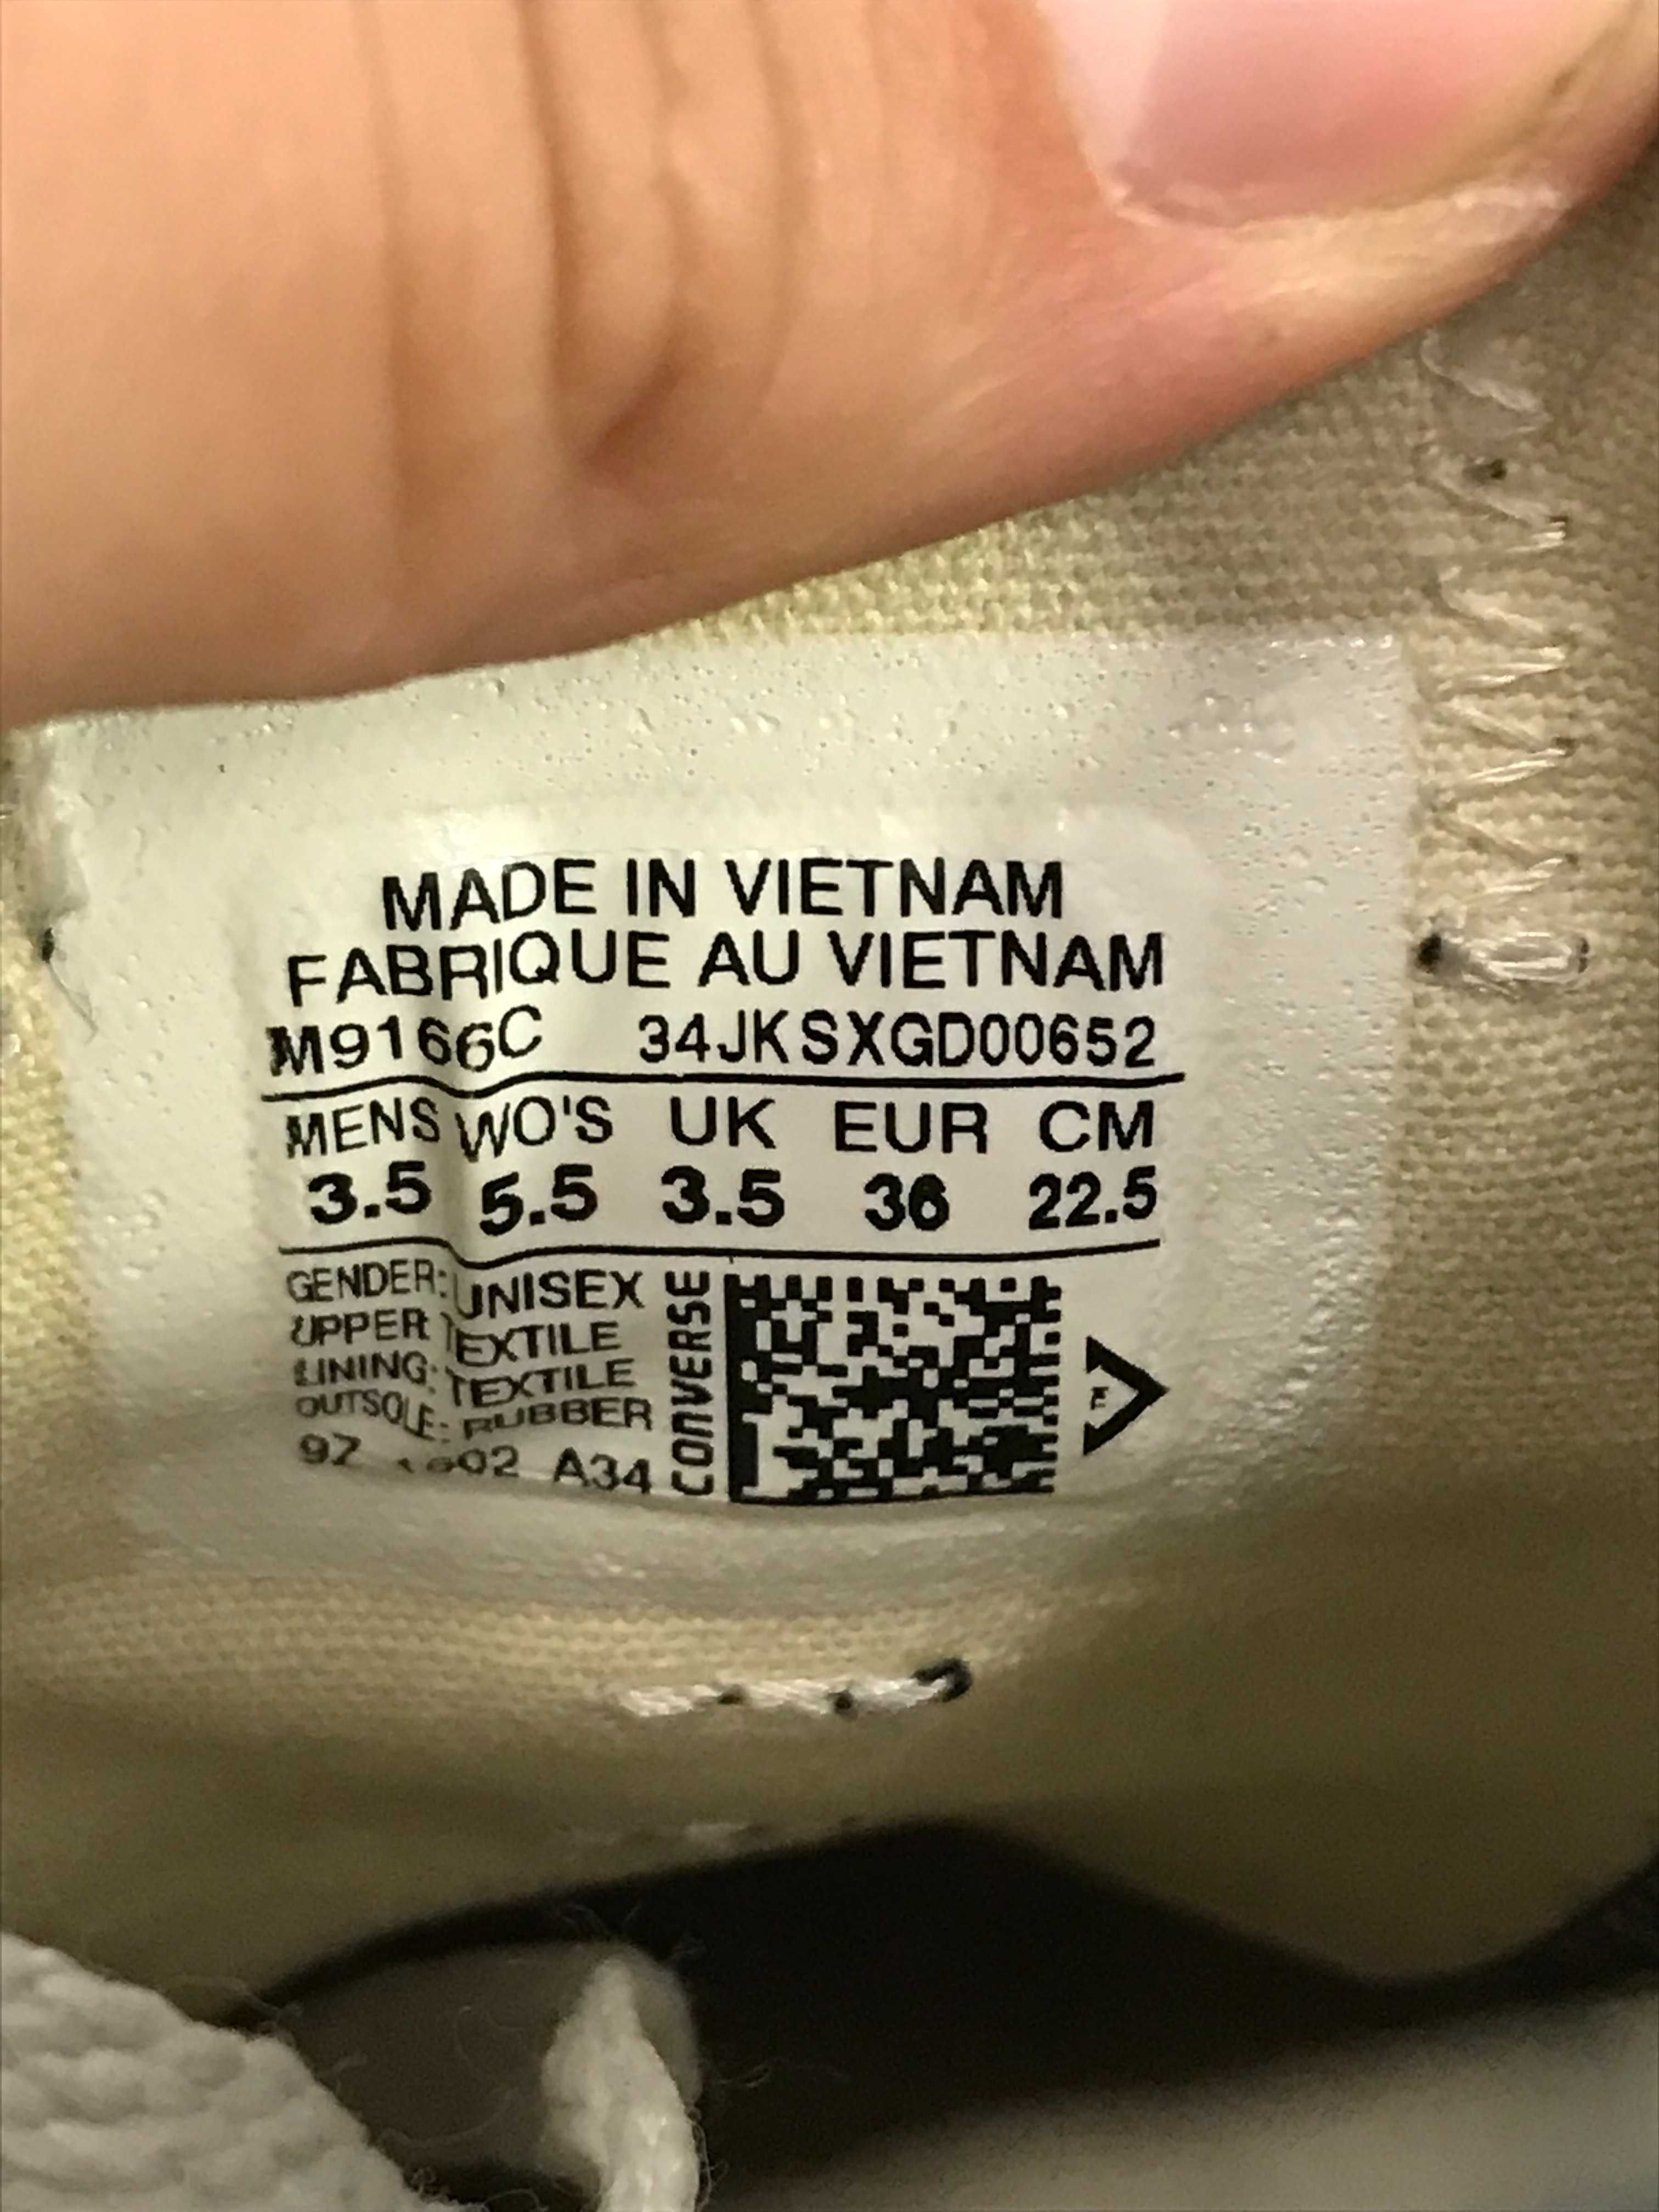 MADE IN VIETNAM
FABRIQUE AU VIETNAM
M9166C 34JKSXGD00652
MENS WO'S UK EUR CM
3.5 5.5 3.5 36 22.5
GENDER: UNISEX
UPPER: TEXTILE
LINING: TEXTILE
OUTSOLE: RUBBER
A34
CONVERSE